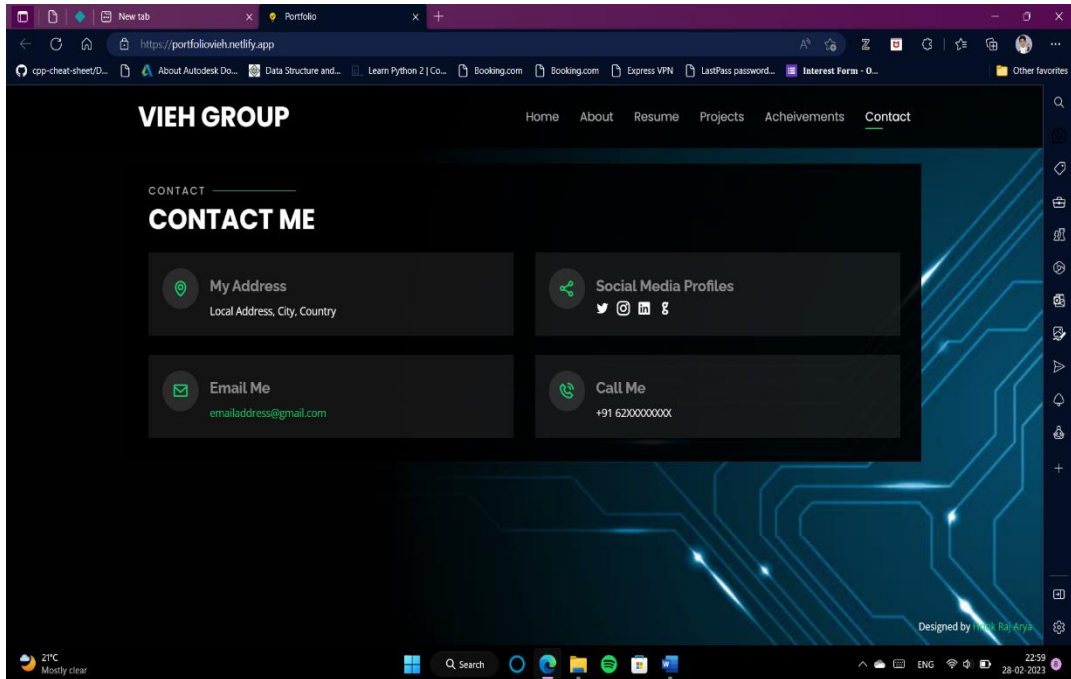 New tab
Portfolio
https://portfoliovieh.netlify.app
cpp-cheat-sheet/D...
About Autodesk Do...
Data Structure and...
Learn Python 2 | Co...
Booking.com
Booking.com
Express VPN
LastPass password...
Interest Form - 0...
Other favorites
VIEH GROUP
Home About Resume Projects Acheivements Contact
CONTACT
CONTACT ME
My Address
Local Address, City, Country
Social Media Profiles
Email Me
emailaddress@gmail.com
Call Me
+91 62XXXXXXXX
Designed by Raj Arya
21°C
Mostly clear
Search
ENG
22:59
28-02-2023